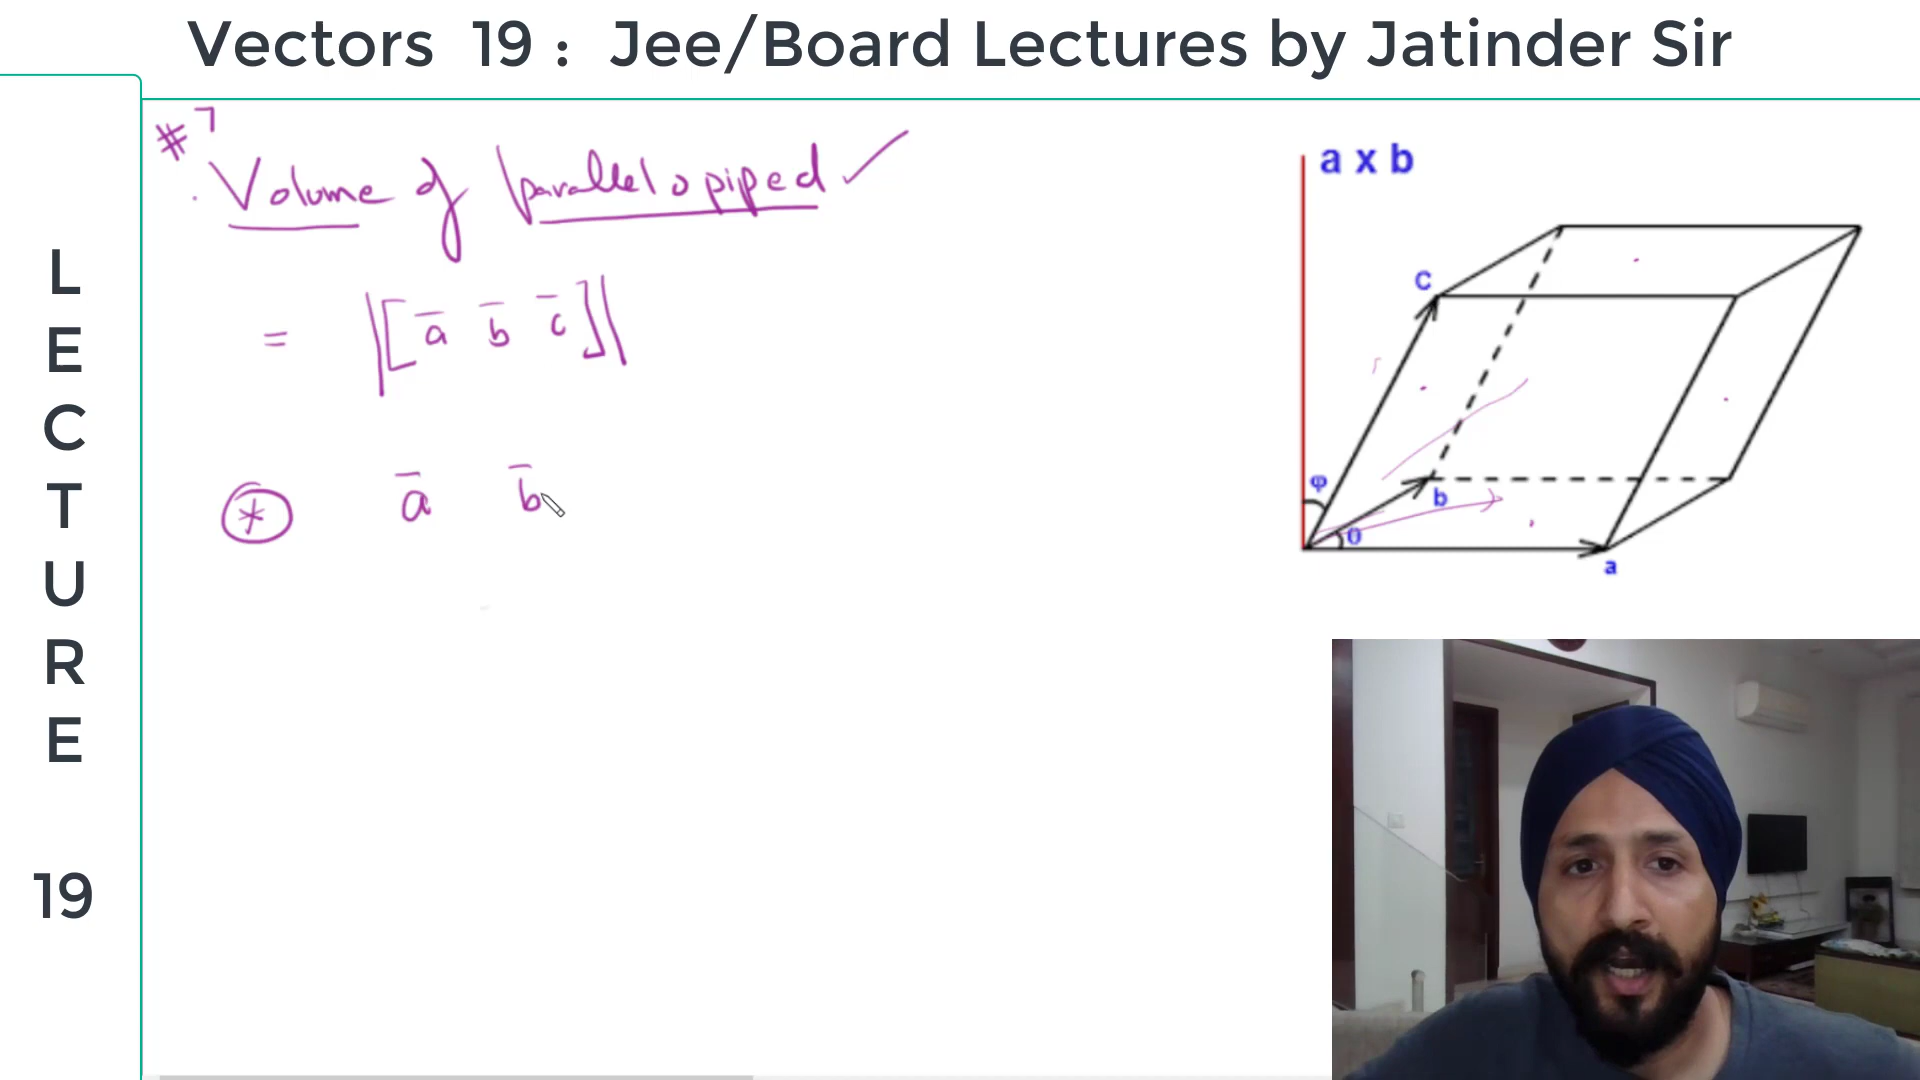 Vectors 19 : Jee/Board Lectures by Jatinder Sir
LECTURE
19
#7
Volume of parallelopiped ✓
= |[a̅ b̅ c̅]|
* a̅ b̅
a x b
c
φ
b
θ
a